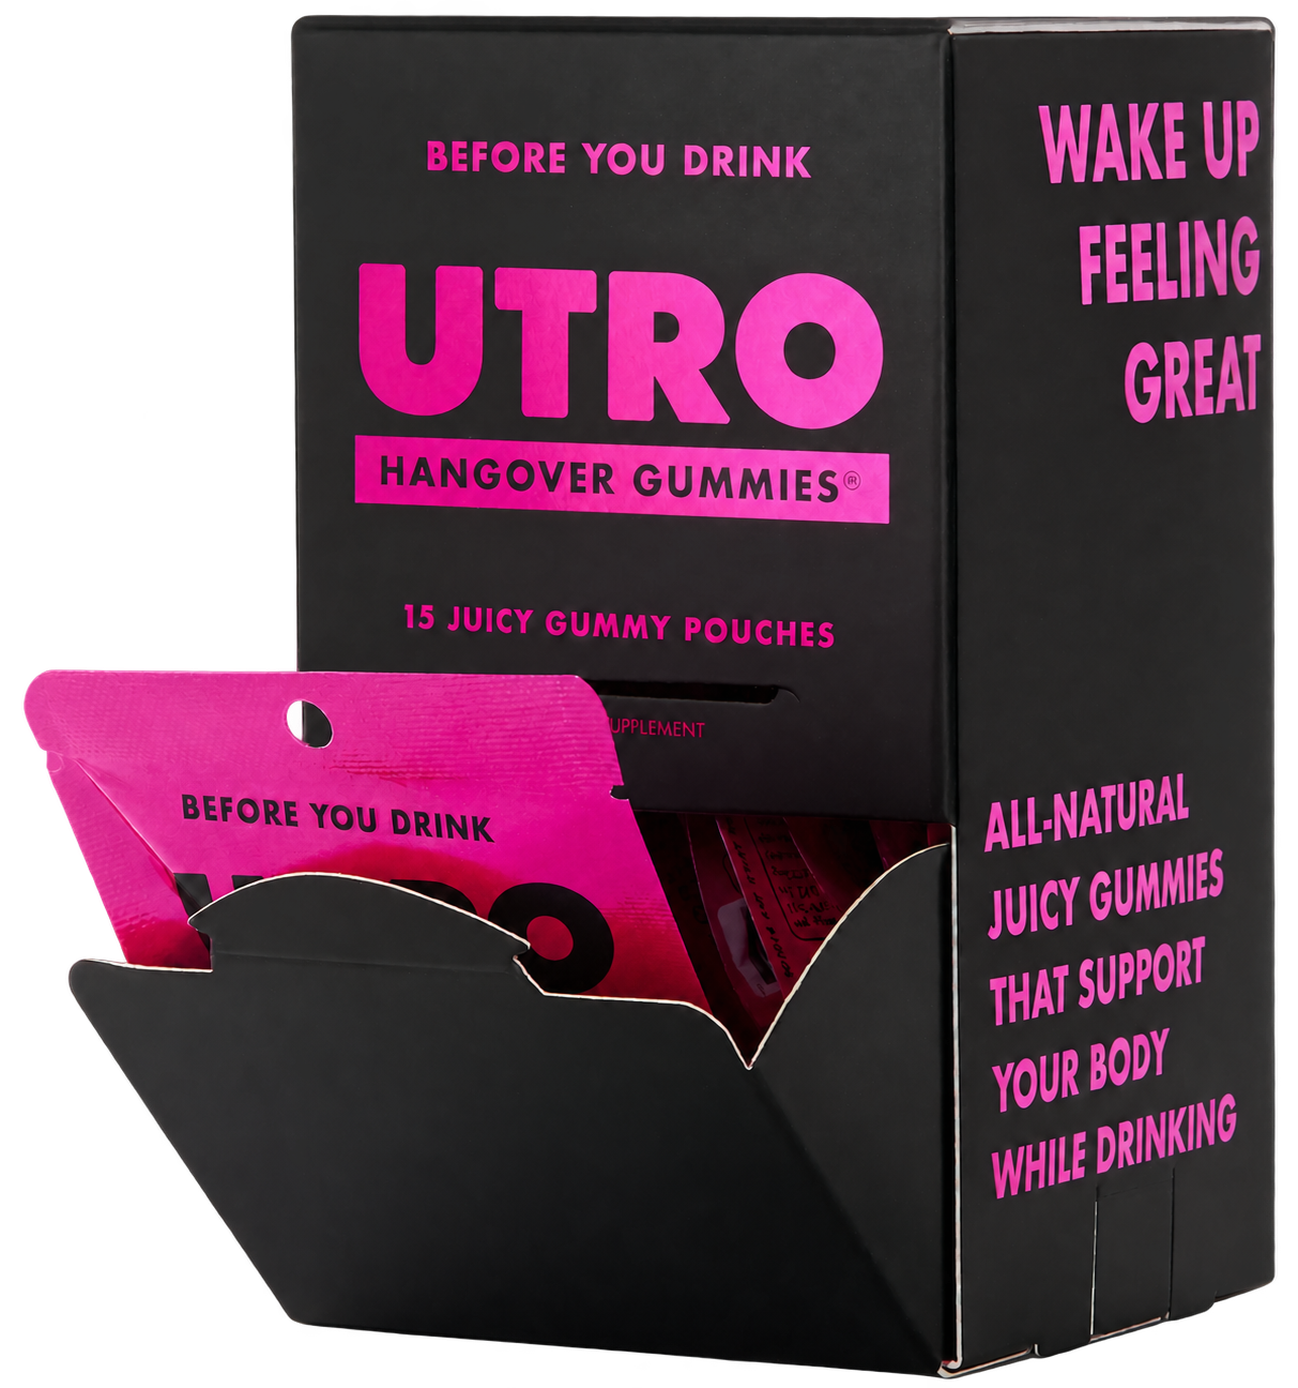 BEFORE YOU DRINK
UTRO
HANGOVER GUMMIES®
15 JUICY GUMMY POUCHES
BEFORE YOU DRINK
WAKE UP
FEELING
GREAT
ALL-NATURAL
JUICY GUMMIES
THAT SUPPORT
YOUR BODY
WHILE DRINKING